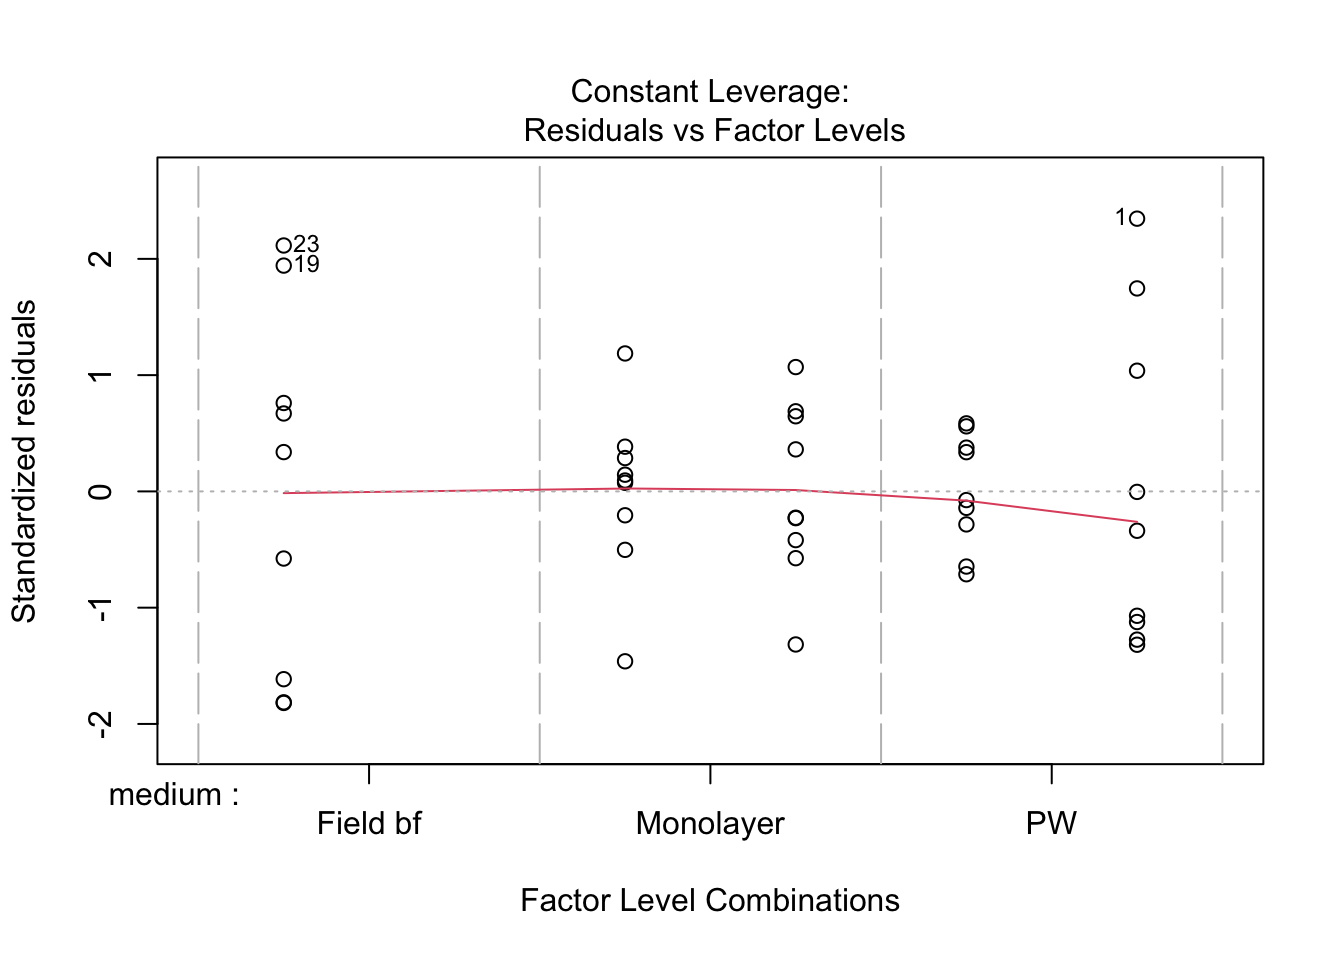 Constant Leverage:
Residuals vs Factor Levels
Standardized residuals
2
1
0
-1
-2
23
19
1
medium :
Field bf
Monolayer
PW
Factor Level Combinations